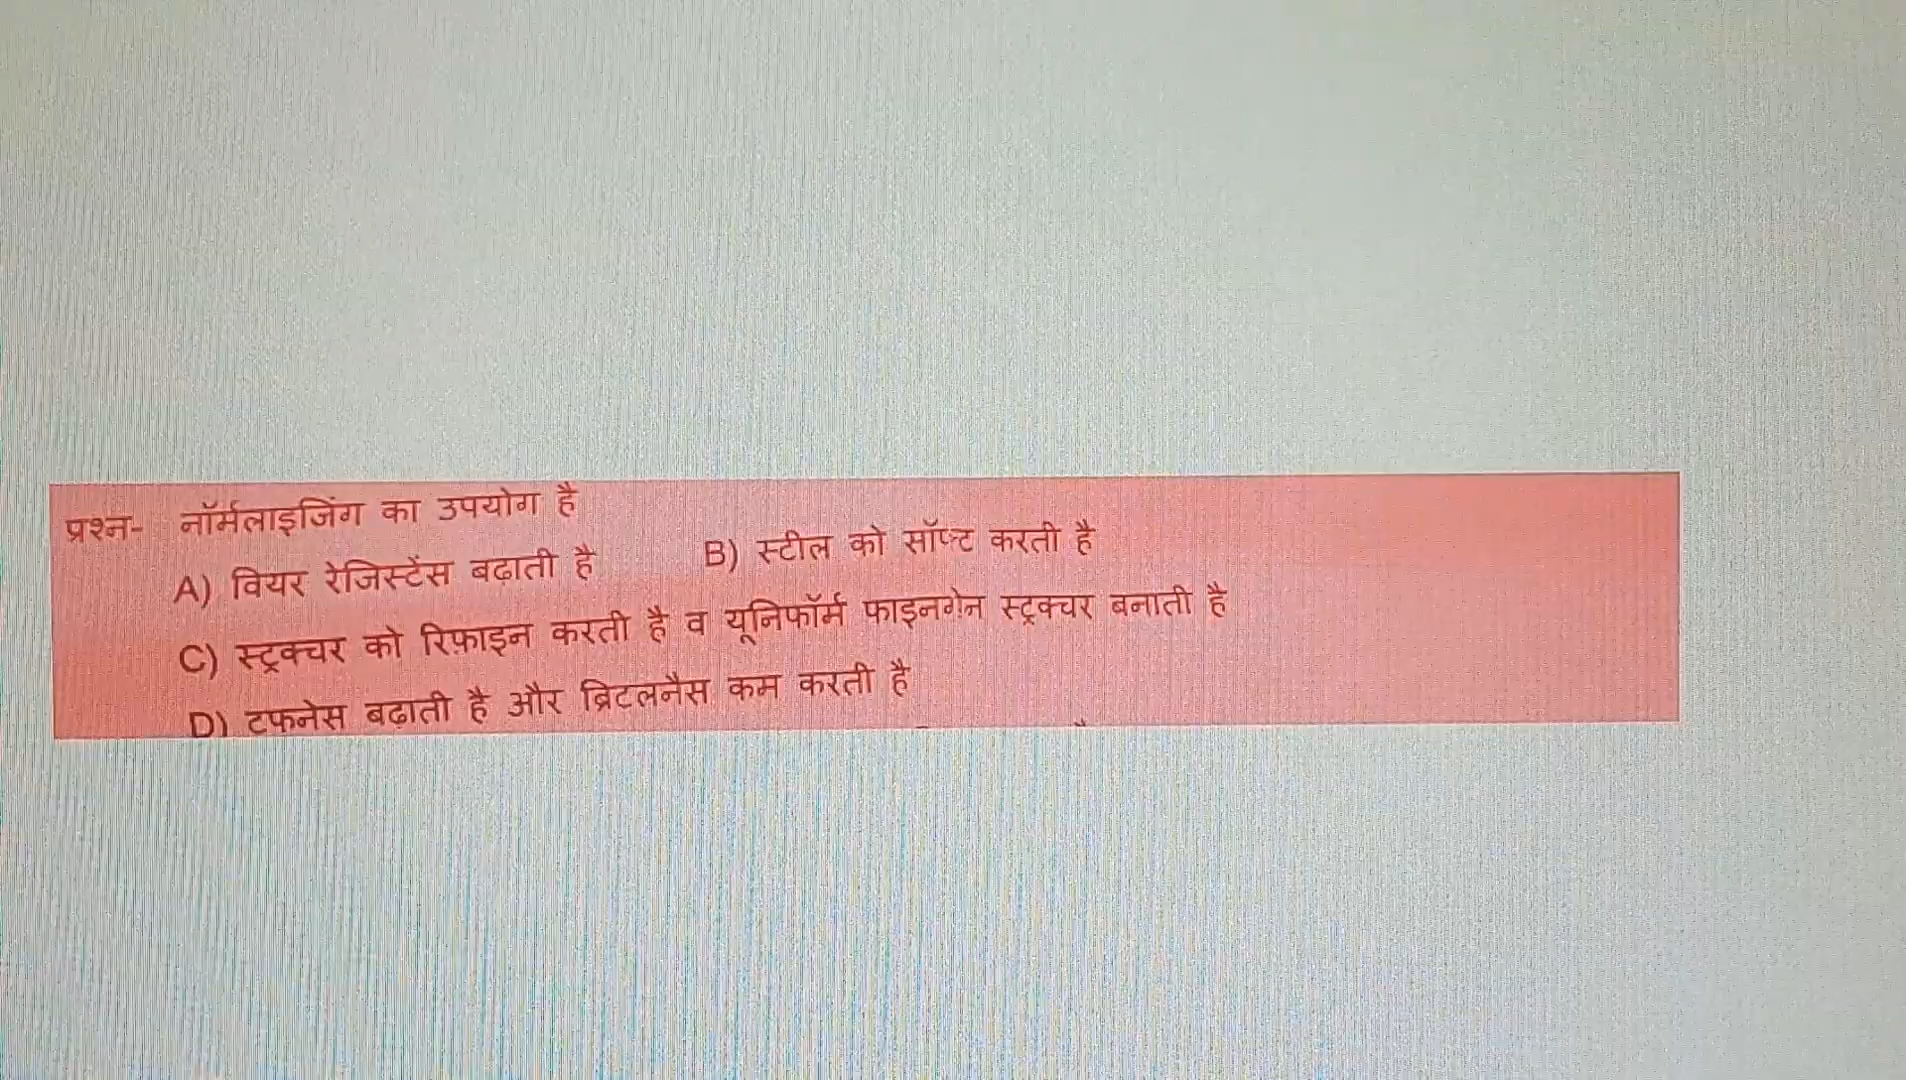 प्रश्न- नॉर्मलाइजिंग का उपयोग है
A) वियर रेजिस्टेंस बढाती है B) स्टील को सॉफ्ट करती है
C) स्ट्रक्चर को रिफ़ाइन करती है व यूनिफॉर्म फाइनग्रेन स्ट्रक्चर बनाती है
D) टफनेस बढ़ाती है और ब्रिटलनैस कम करती है